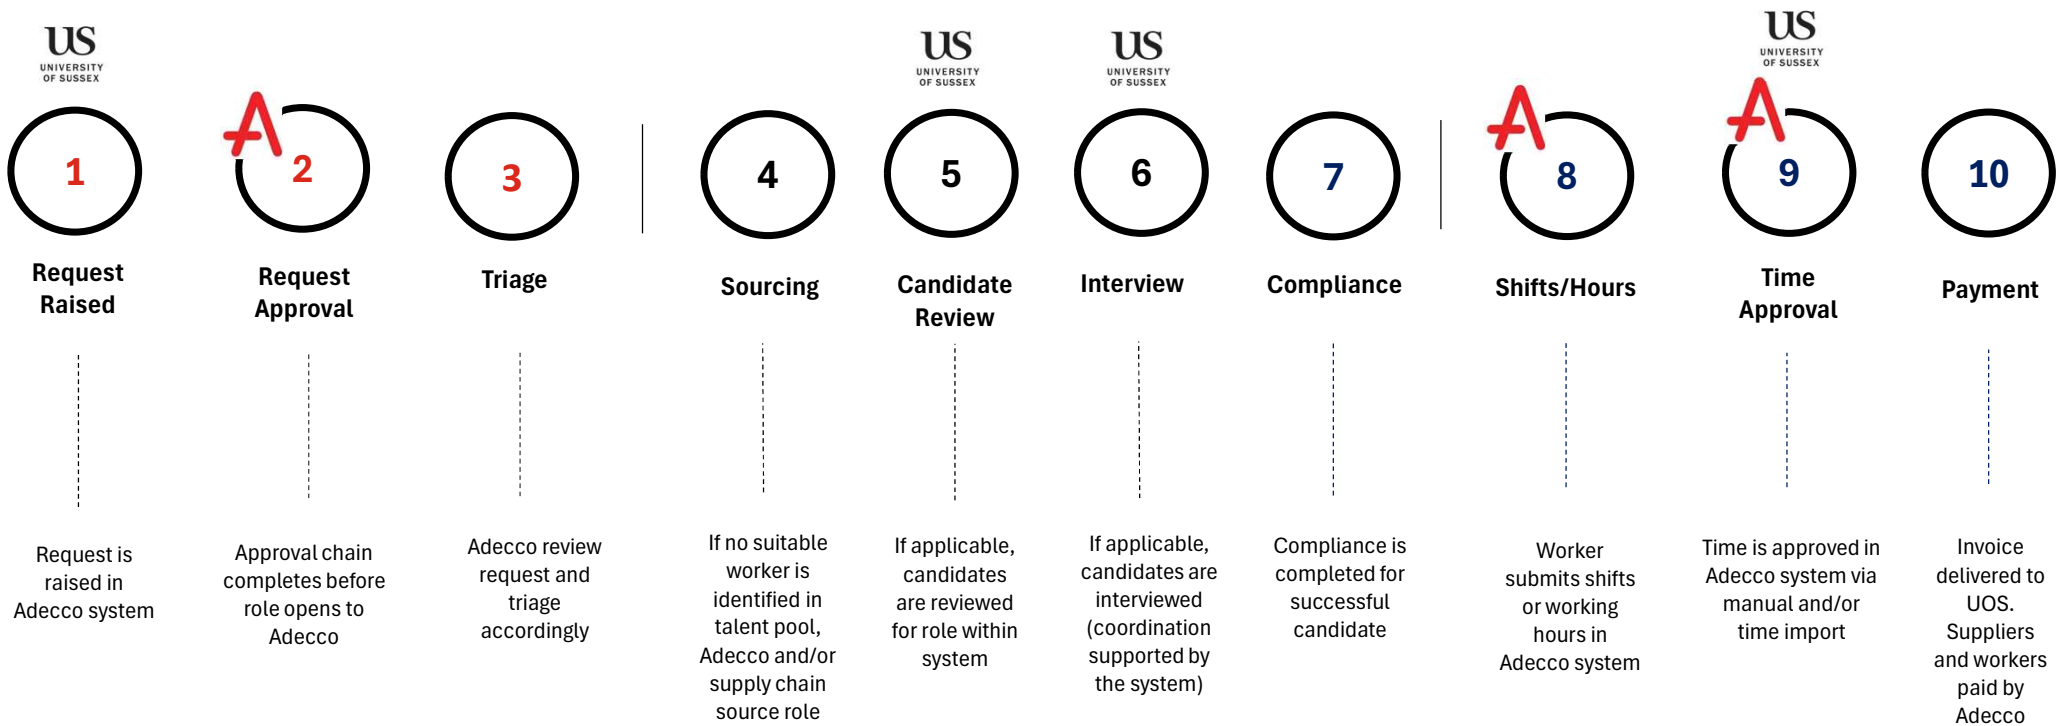 US
UNIVERSITY
OF SUSSEX
US
UNIVERSITY
OF SUSSEX
US
UNIVERSITY
OF SUSSEX
US
UNIVERSITY
OF SUSSEX
1
Request
Raised
Request is
raised in
Adecco system
A
2
Request
Approval
Approval chain
completes before
role opens to
Adecco
3
Triage
Adecco review
request and
triage
accordingly
4
Sourcing
If no suitable
worker is
identified in
talent pool,
Adecco and/or
supply chain
source role
5
Candidate
Review
If applicable,
candidates
are reviewed
for role within
system
6
Interview
If applicable,
candidates are
interviewed
(coordination
supported by
the system)
7
Compliance
Compliance is
completed for
successful
candidate
A
8
Shifts/Hours
Worker
submits shifts
or working
hours in
Adecco system
A
9
Time
Approval
Time is approved in
Adecco system via
manual and/or
time import
10
Payment
Invoice
delivered to
UOS.
Suppliers
and workers
paid by
Adecco